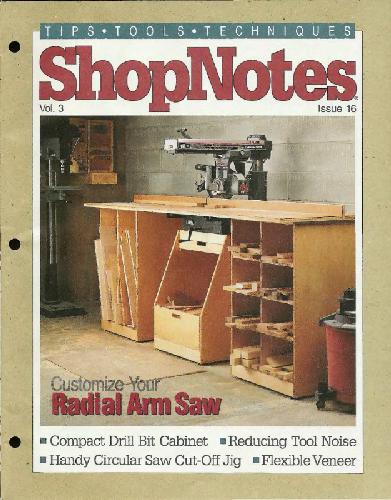 TIPS • TOOLS • TECHNIQUES
ShopNotes®
Vol. 3 Issue 16
Customize Your
Radial Arm Saw
■ Compact Drill Bit Cabinet ■ Reducing Tool Noise
■ Handy Circular Saw Cut-Off Jig ■ Flexible Veneer